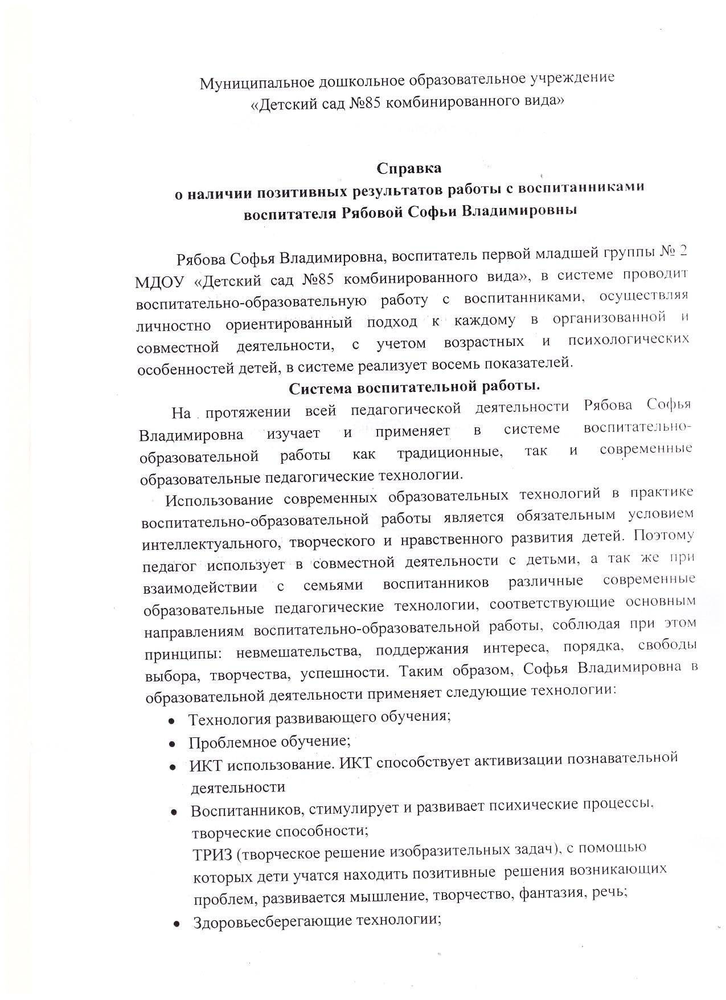 Муниципальное дошкольное образовательное учреждение
«Детский сад №85 комбинированного вида»
Справка
о наличии позитивных результатов работы с воспитанниками
воспитателя Рябовой Софьи Владимировны
Рябова Софья Владимировна, воспитатель первой младшей группы № 2
МДОУ «Детский сад №85 комбинированного вида», в системе проводит
воспитательно-образовательную работу с воспитанниками, осуществляя
личностно ориентированный подход к каждому в организованной и
совместной деятельности, с учетом возрастных и психологических
особенностей детей, в системе реализует восемь показателей.
Система воспитательной работы.
На протяжении всей педагогической деятельности Рябова Софья
Владимировна изучает и применяет в системе воспитательно-
образовательной работы как традиционные, так и современные
образовательные педагогические технологии.
Использование современных образовательных технологий в практике
воспитательно-образовательной работы является обязательным условием
интеллектуального, творческого и нравственного развития детей. Поэтому
педагог использует в совместной деятельности с детьми, а так же при
взаимодействии с семьями воспитанников различные современные
образовательные педагогические технологии, соответствующие основным
направлениям воспитательно-образовательной работы, соблюдая при этом
принципы: невмешательства, поддержания интереса, порядка, свободы
выбора, творчества, успешности. Таким образом, Софья Владимировна в
образовательной деятельности применяет следующие технологии:
• Технология развивающего обучения;
• Проблемное обучение;
• ИКТ использование. ИКТ способствует активизации познавательной
деятельности
• Воспитанников, стимулирует и развивает психические процессы,
творческие способности;
ТРИЗ (творческое решение изобразительных задач), с помощью
которых дети учатся находить позитивные решения возникающих
проблем, развивается мышление, творчество, фантазия, речь;
• Здоровьесберегающие технологии;